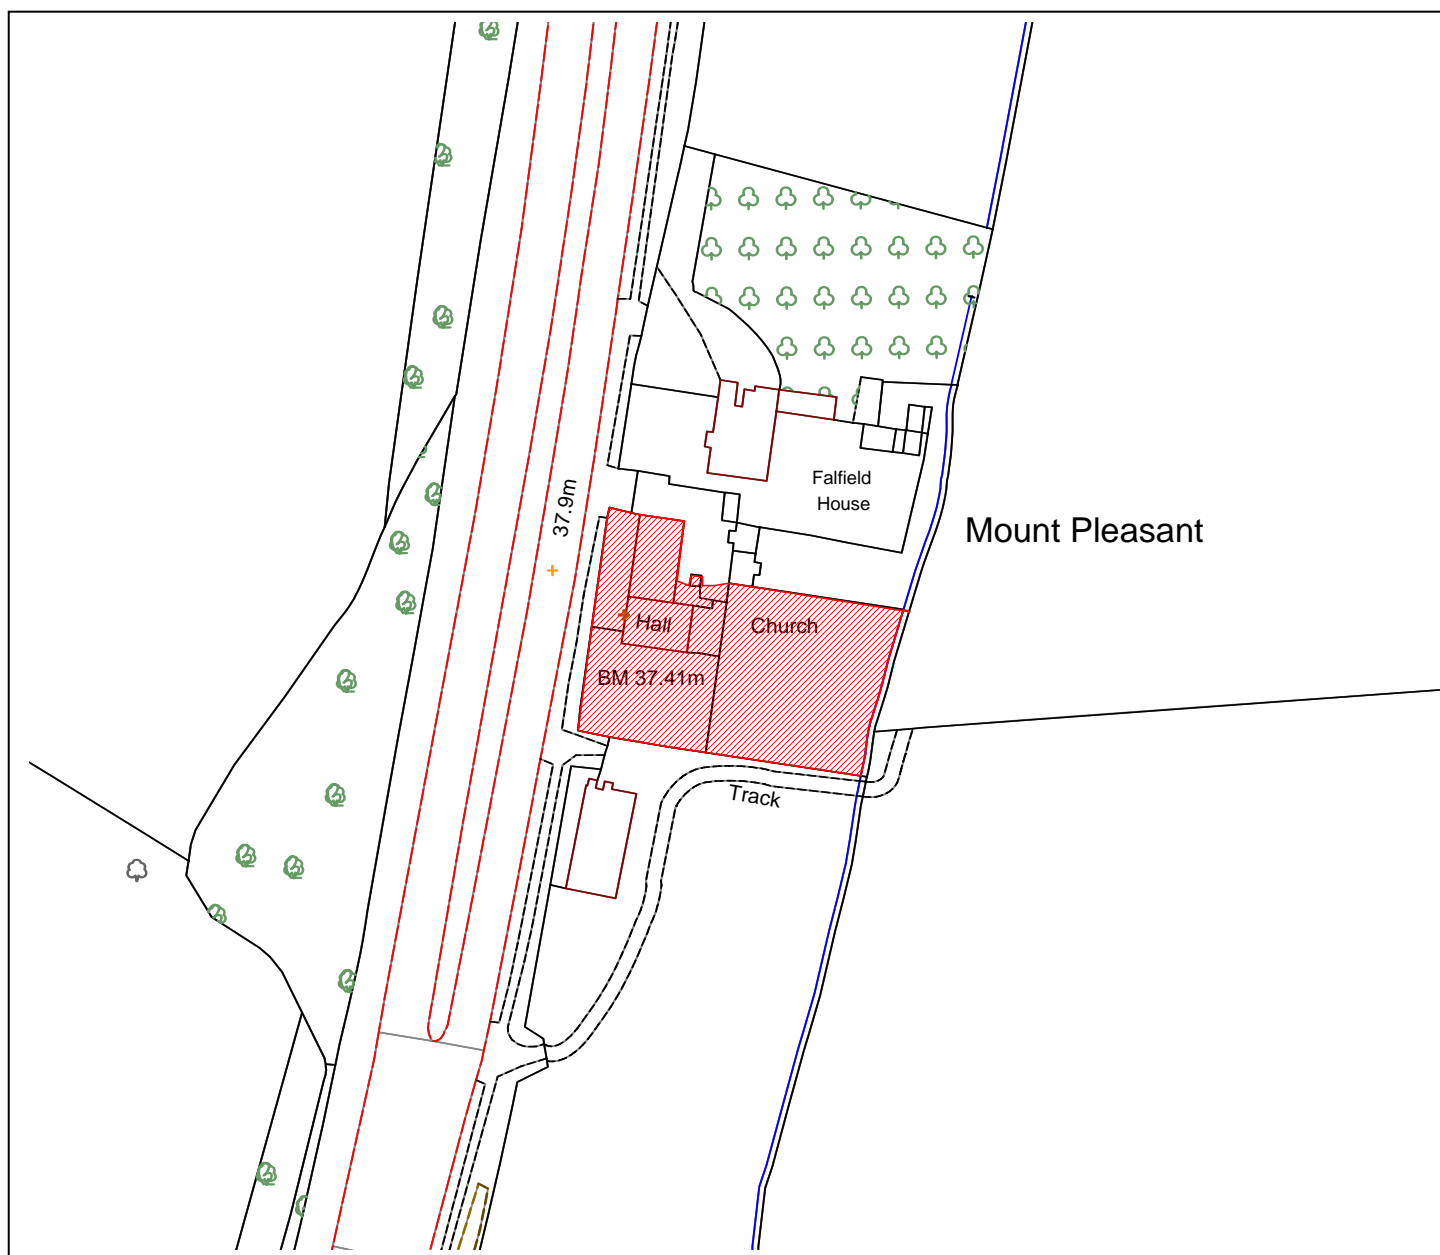 Falfield
House
37.9m
Mount Pleasant
Hall
Church
BM 37.41m
Track